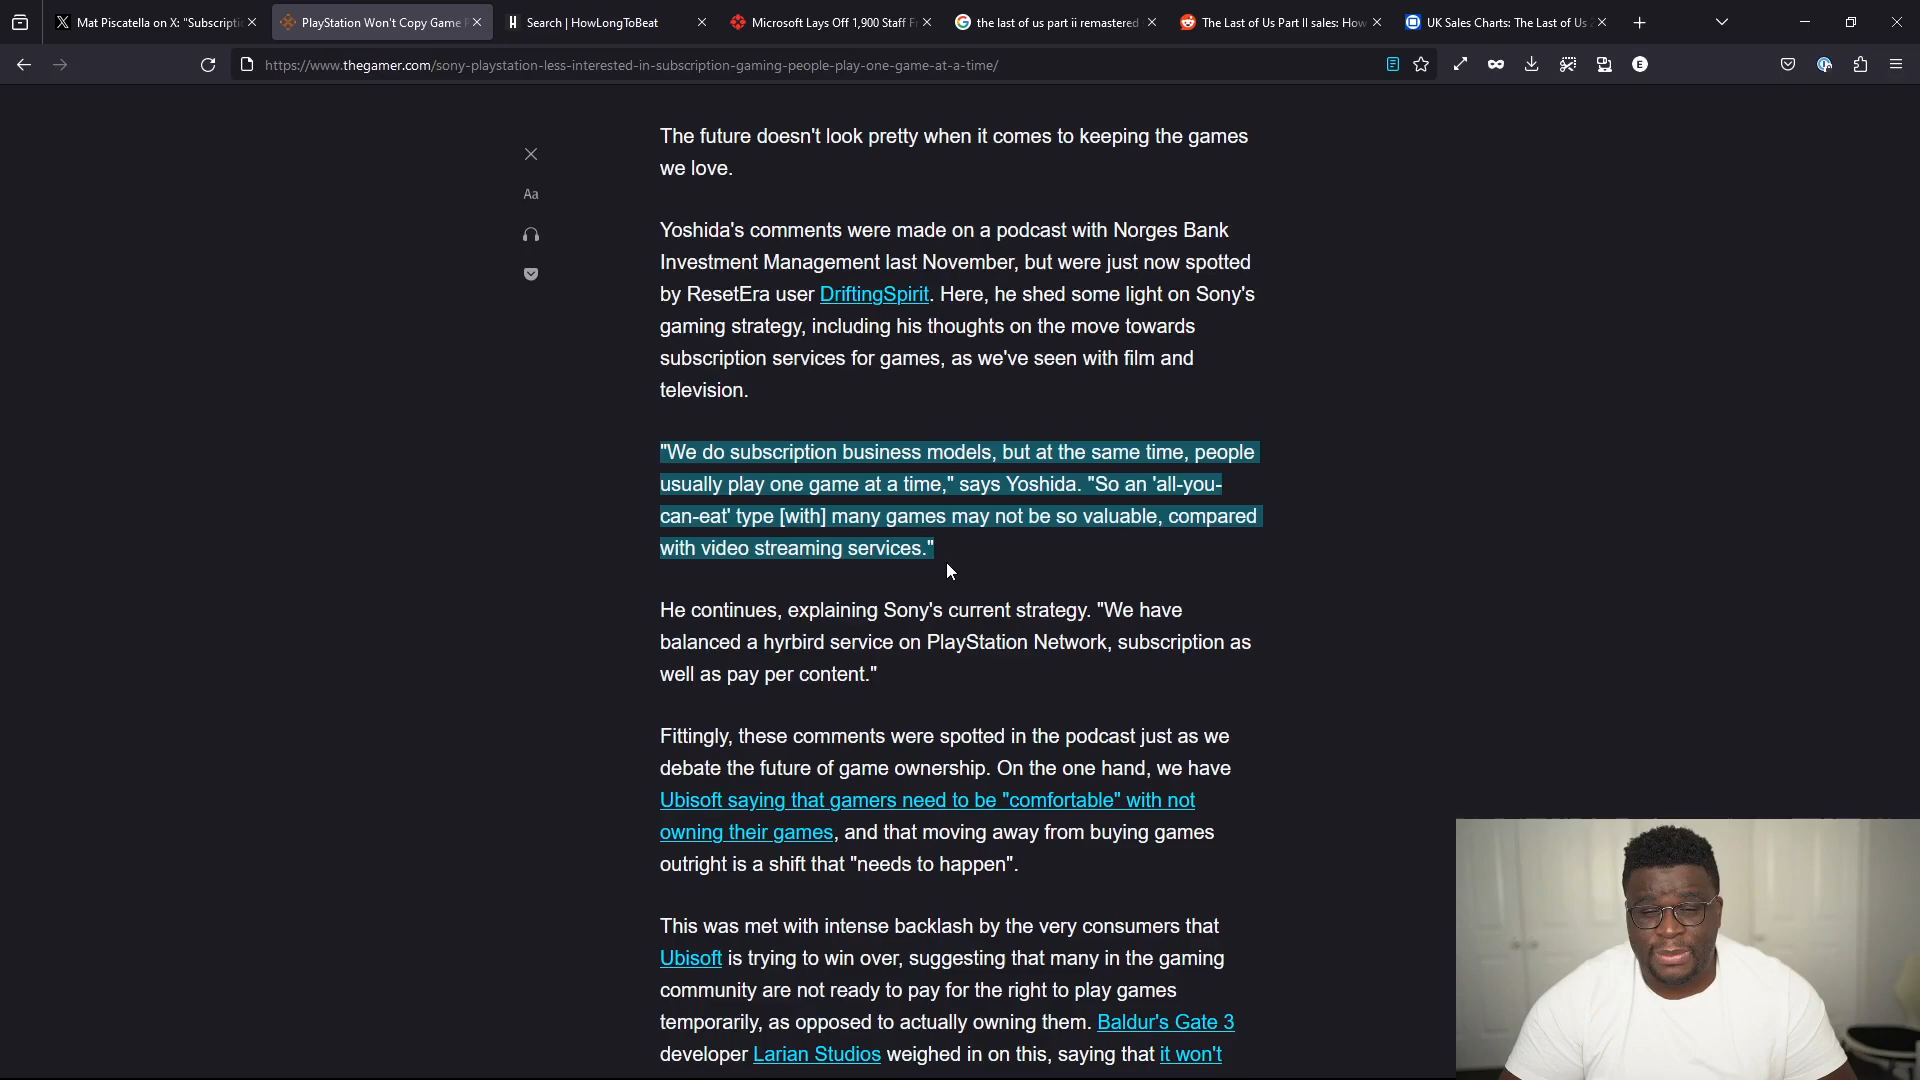 Mat Piscatella on X: "Subscripti
PlayStation Won't Copy Game P
Search | HowLongToBeat
Microsoft Lays Off 1,900 Staff F
the last of us part ii remastered
The Last of Us Part II sales: How
UK Sales Charts: The Last of Us
https://www.thegamer.com/sony-playstation-less-interested-in-subscription-gaming-people-play-one-game-at-a-time/
E
Aa
The future doesn't look pretty when it comes to keeping the games
we love.
Yoshida's comments were made on a podcast with Norges Bank
Investment Management last November, but were just now spotted
by ResetEra user DriftingSpirit. Here, he shed some light on Sony's
gaming strategy, including his thoughts on the move towards
subscription services for games, as we've seen with film and
television.
"We do subscription business models, but at the same time, people
usually play one game at a time," says Yoshida. "So an 'all-you-
can-eat' type [with] many games may not be so valuable, compared
with video streaming services."
He continues, explaining Sony's current strategy. "We have
balanced a hyrbird service on PlayStation Network, subscription as
well as pay per content."
Fittingly, these comments were spotted in the podcast just as we
debate the future of game ownership. On the one hand, we have
Ubisoft saying that gamers need to be "comfortable" with not
owning their games, and that moving away from buying games
outright is a shift that "needs to happen".
This was met with intense backlash by the very consumers that
Ubisoft is trying to win over, suggesting that many in the gaming
community are not ready to pay for the right to play games
temporarily, as opposed to actually owning them. Baldur's Gate 3
developer Larian Studios weighed in on this, saying that it won't